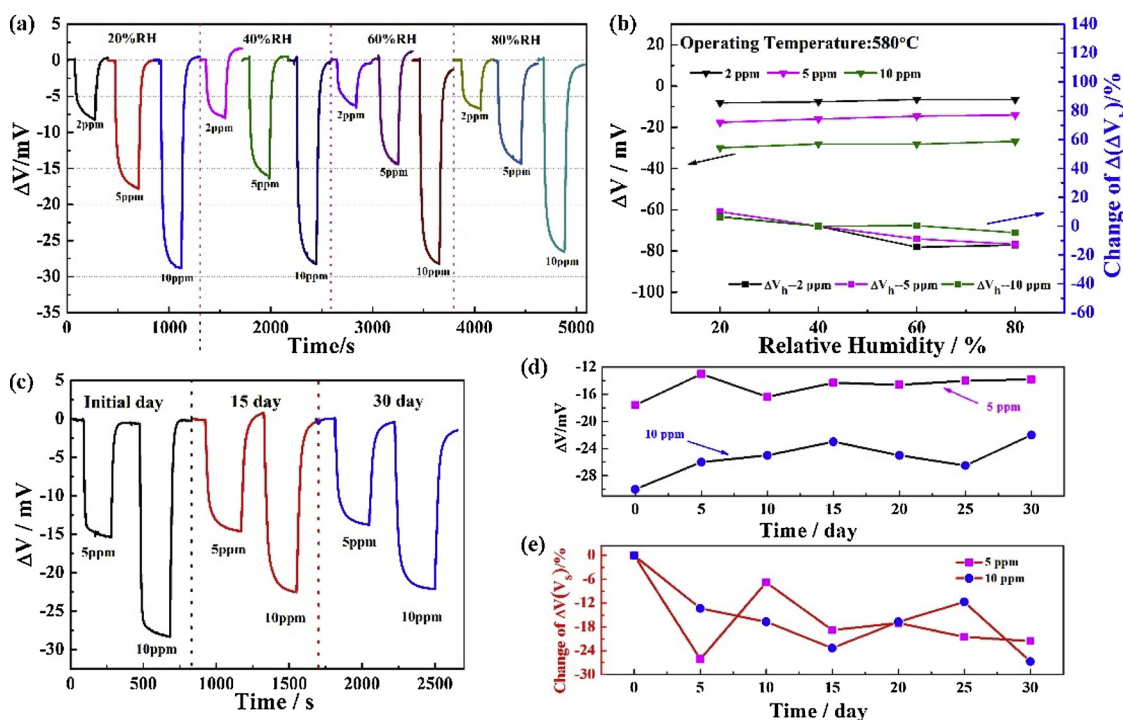 (a)
20%RH 40%RH 60%RH 80%RH
5
0
-5
-10
-15
-20
-25
-30
-35
ΔV/mV
2ppm 5ppm 10ppm
2ppm 5ppm 10ppm
2ppm 5ppm 10ppm
2ppm 5ppm 10ppm
0 1000 2000 3000 4000 5000
Time/s
(b)
Operating Temperature:580°C
2 ppm 5 ppm 10 ppm
20
0
-20
-40
-60
-80
-100
ΔV / mV
140
120
100
80
60
40
20
0
-20
-40
-60
ΔVh--2 ppm ΔVh--5 ppm ΔVh--10 ppm
20 40 60 80
Relative Humidity / %
(c)
Initial day 15 day 30 day
5
0
-5
-10
-15
-20
-25
-30
ΔV / mV
5ppm 10ppm
5ppm 10ppm
5ppm 10ppm
0 500 1000 1500 2000 2500
Time / s
(d)
-12
-16
-20
-24
-28
ΔV/mV
5 ppm
10 ppm
0 5 10 15 20 25 30
Time / day
(e)
0
-6
-12
-18
-24
-30
Change of ΔV(Vs)/%
5 ppm
10 ppm
0 5 10 15 20 25 30
Time / day